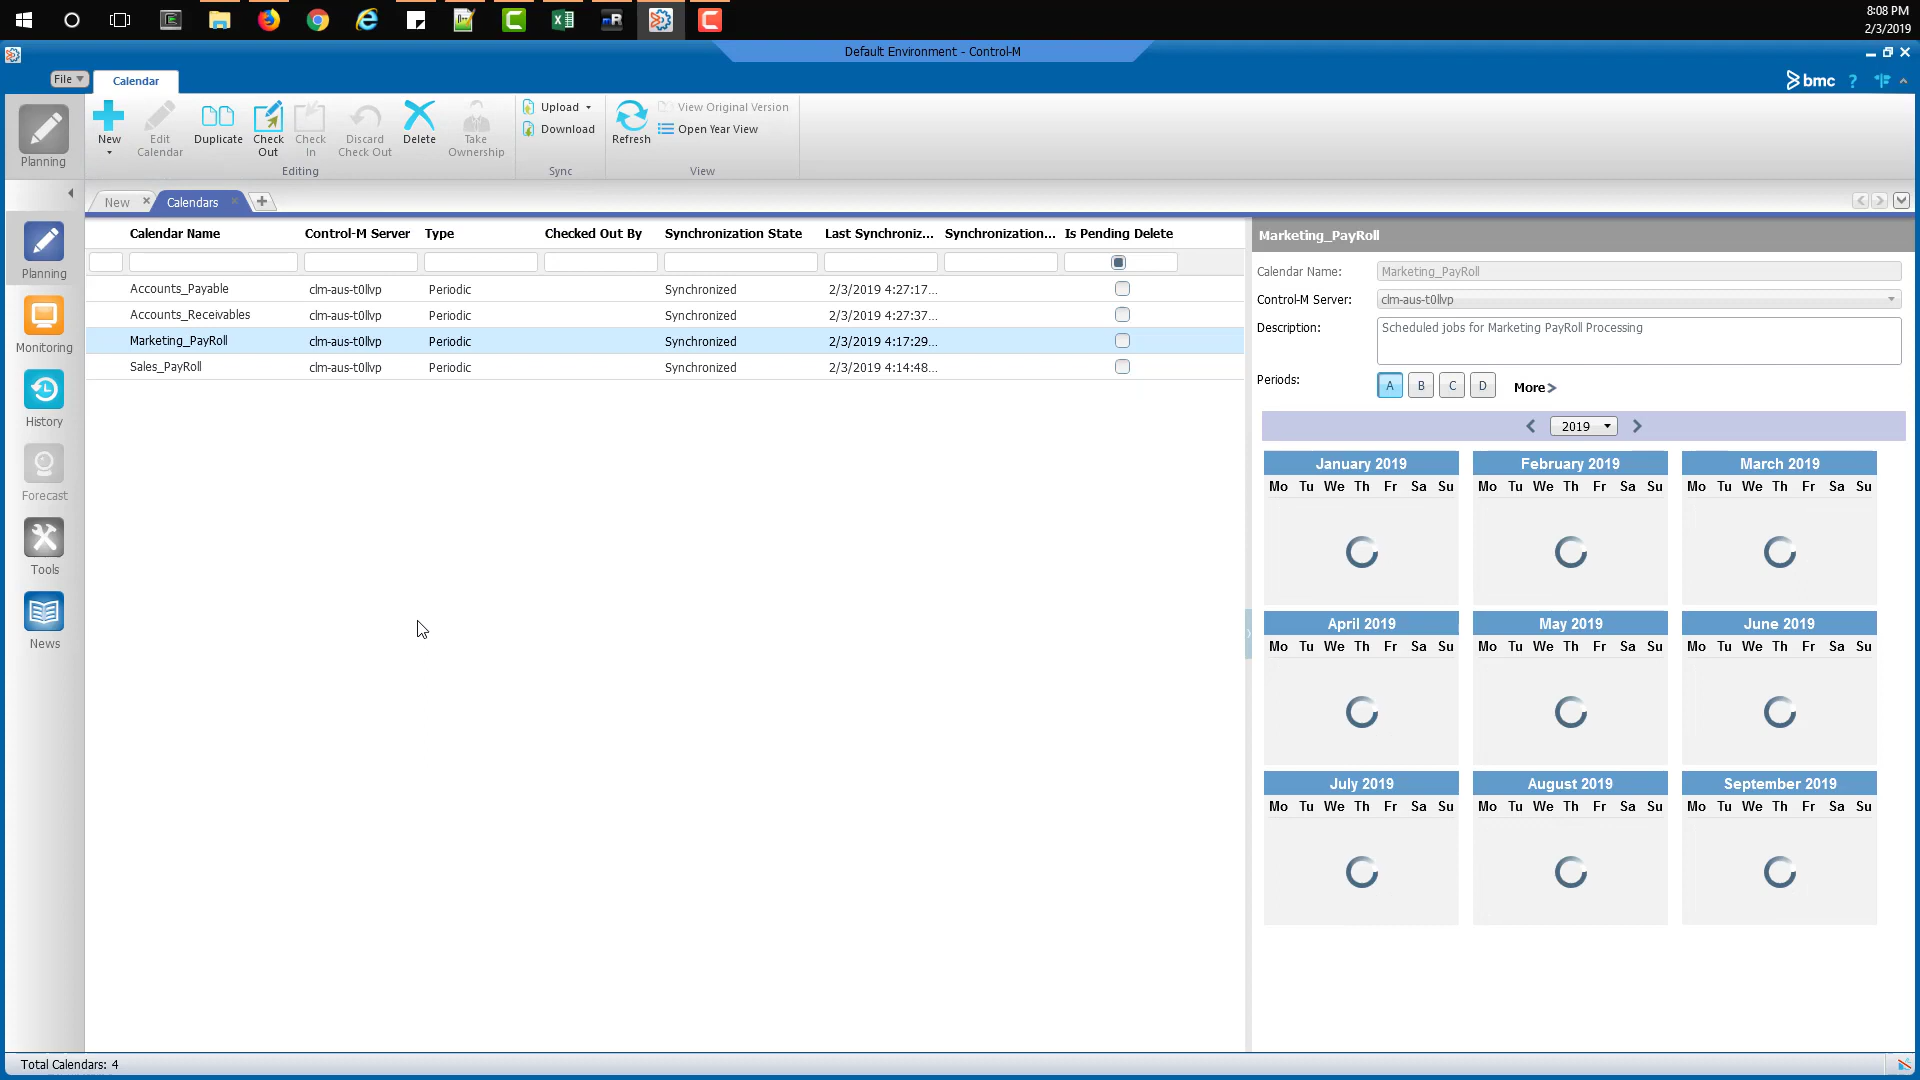 8:08 PM
2/3/2019
Default Environment - Control-M
File
Calendar
bmc ?
Planning
New
Edit Calendar
Duplicate
Check Out
Check In
Discard Check Out
Delete
Take Ownership
Editing
Upload
Download
Sync
Refresh
View Original Version
Open Year View
View
New
Calendars
Calendar Name Control-M Server Type Checked Out By Synchronization State Last Synchroniz... Synchronization... Is Pending Delete
Accounts_Payable clm-aus-t0llvp Periodic Synchronized 2/3/2019 4:27:17...
Accounts_Receivables clm-aus-t0llvp Periodic Synchronized 2/3/2019 4:27:37...
Marketing_PayRoll clm-aus-t0llvp Periodic Synchronized 2/3/2019 4:17:29...
Sales_PayRoll clm-aus-t0llvp Periodic Synchronized 2/3/2019 4:14:48...
Planning
Monitoring
History
Forecast
Tools
News
Marketing_PayRoll
Calendar Name: Marketing_PayRoll
Control-M Server: clm-aus-t0llvp
Description: Scheduled jobs for Marketing PayRoll Processing
Periods: A B C D More
2019
January 2019 February 2019 March 2019
Mo Tu We Th Fr Sa Su Mo Tu We Th Fr Sa Su Mo Tu We Th Fr Sa Su
April 2019 May 2019 June 2019
Mo Tu We Th Fr Sa Su Mo Tu We Th Fr Sa Su Mo Tu We Th Fr Sa Su
July 2019 August 2019 September 2019
Mo Tu We Th Fr Sa Su Mo Tu We Th Fr Sa Su Mo Tu We Th Fr Sa Su
Total Calendars: 4